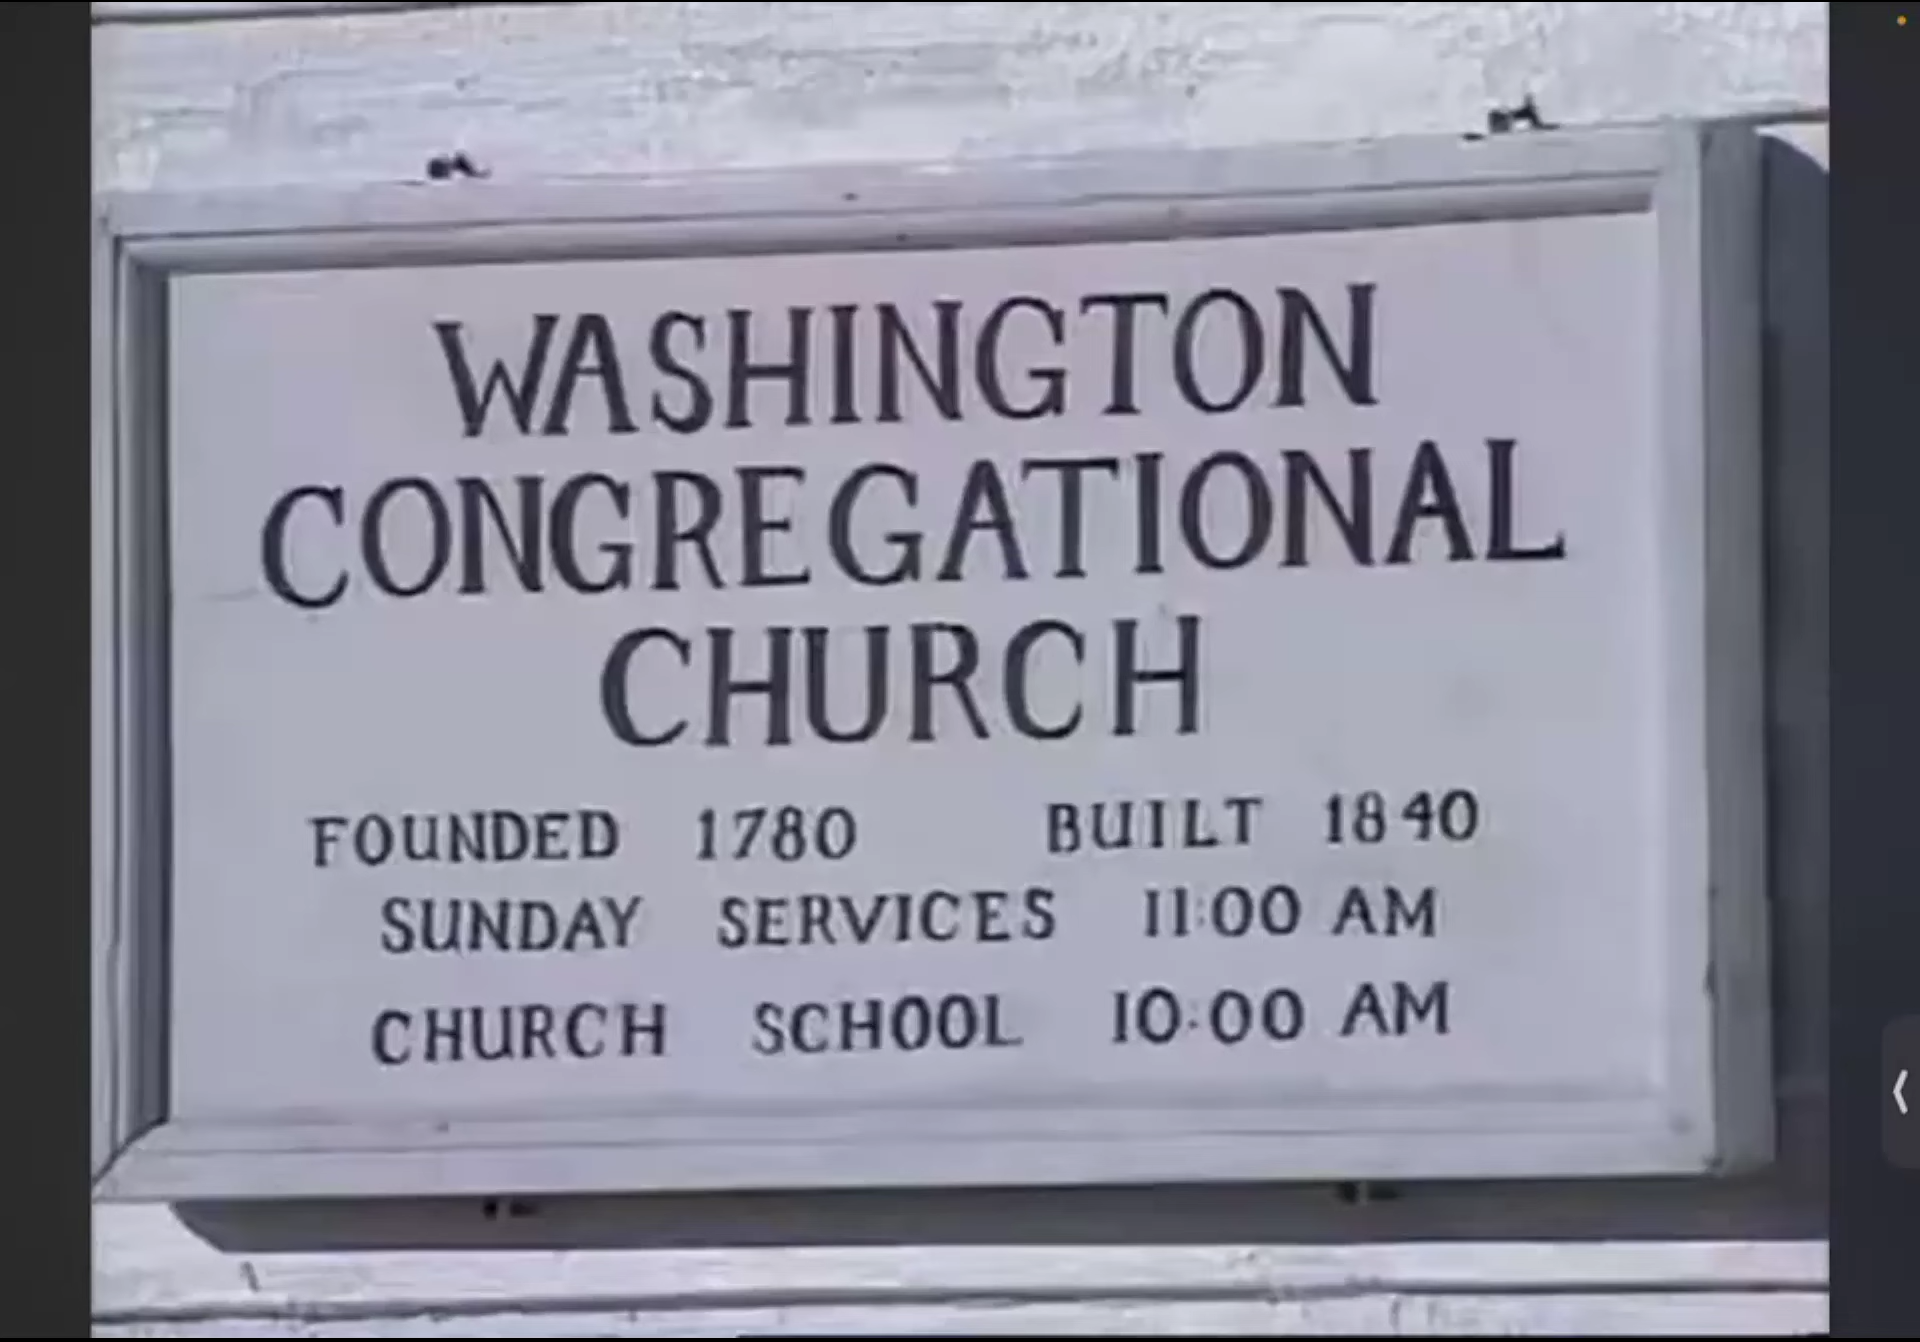 WASHINGTON
CONGREGATIONAL
CHURCH
FOUNDED 1780 BUILT 1840
SUNDAY SERVICES 11:00 AM
CHURCH SCHOOL 10:00 AM